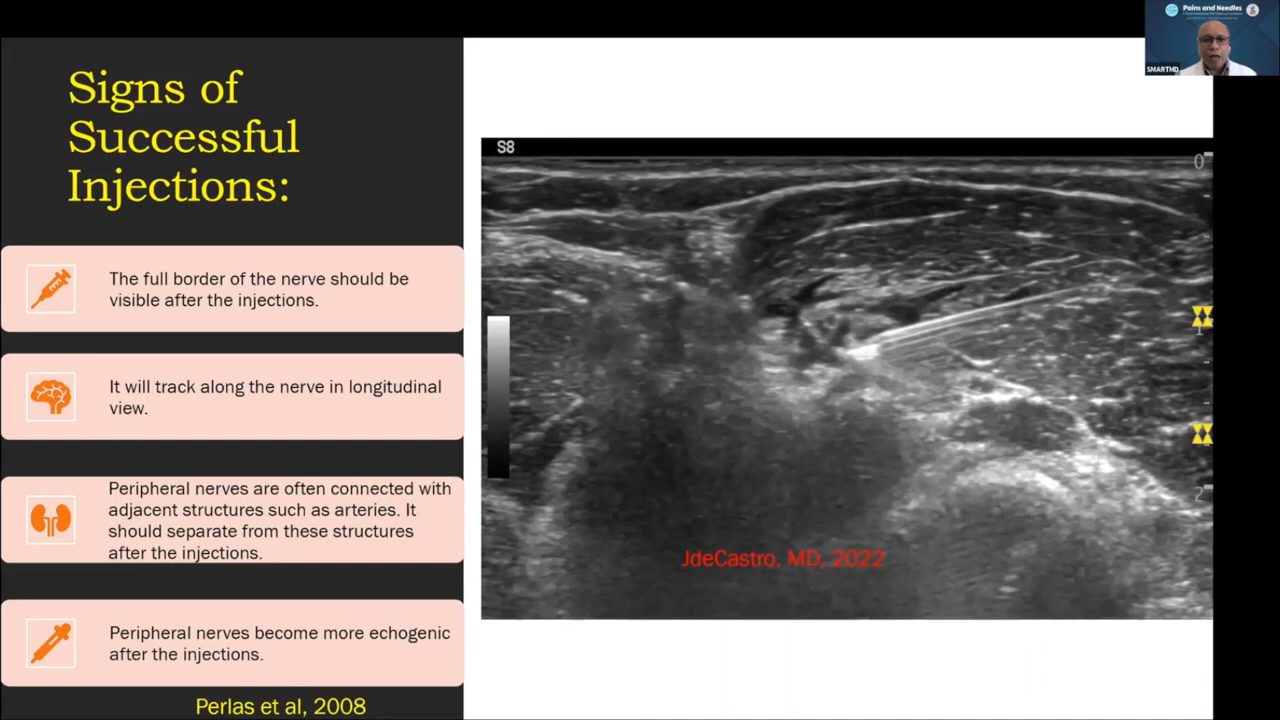 Pains and Needles
SMARTMD
Signs of
Successful
Injections:
The full border of the nerve should be
visible after the injections.
It will track along the nerve in longitudinal
view.
Peripheral nerves are often connected with
adjacent structures such as arteries. It
should separate from these structures
after the injections.
Peripheral nerves become more echogenic
after the injections.
Perlas et al, 2008
S8
0
1
2
JdeCastro, MD, 2022